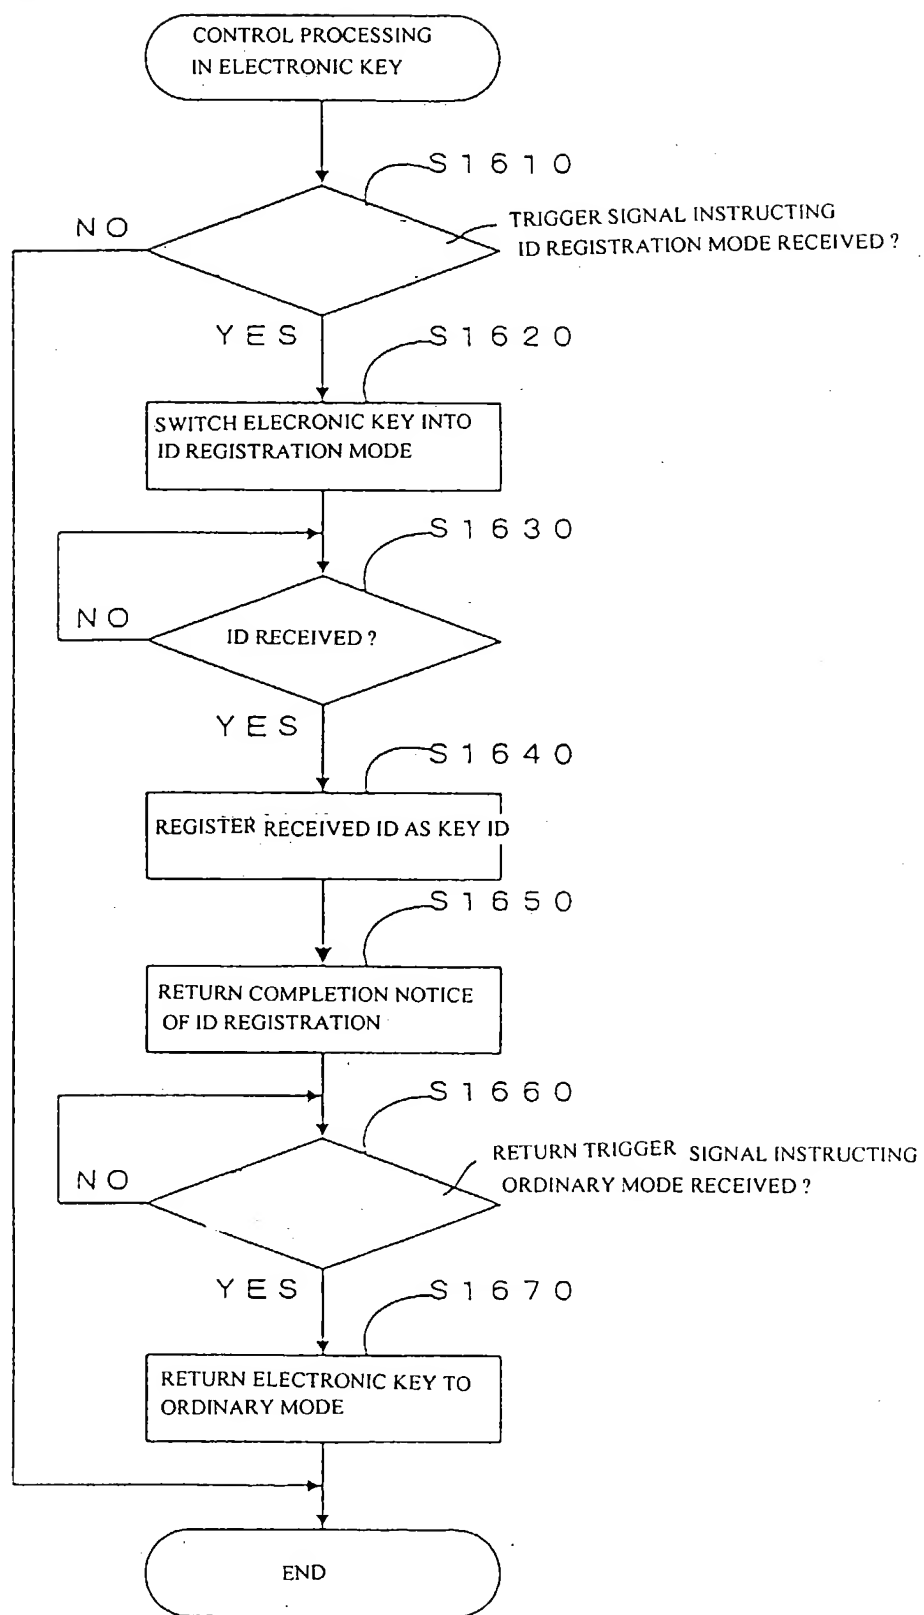 CONTROL PROCESSING
IN ELECTRONIC KEY
S1610
NO
TRIGGER SIGNAL INSTRUCTING
ID REGISTRATION MODE RECEIVED ?
YES
S1620
SWITCH ELECRONIC KEY INTO
ID REGISTRATION MODE
S1630
NO
ID RECEIVED ?
YES
S1640
REGISTER RECEIVED ID AS KEY ID
S1650
RETURN COMPLETION NOTICE
OF ID REGISTRATION
S1660
NO
RETURN TRIGGER SIGNAL INSTRUCTING
ORDINARY MODE RECEIVED ?
YES
S1670
RETURN ELECTRONIC KEY TO
ORDINARY MODE
END